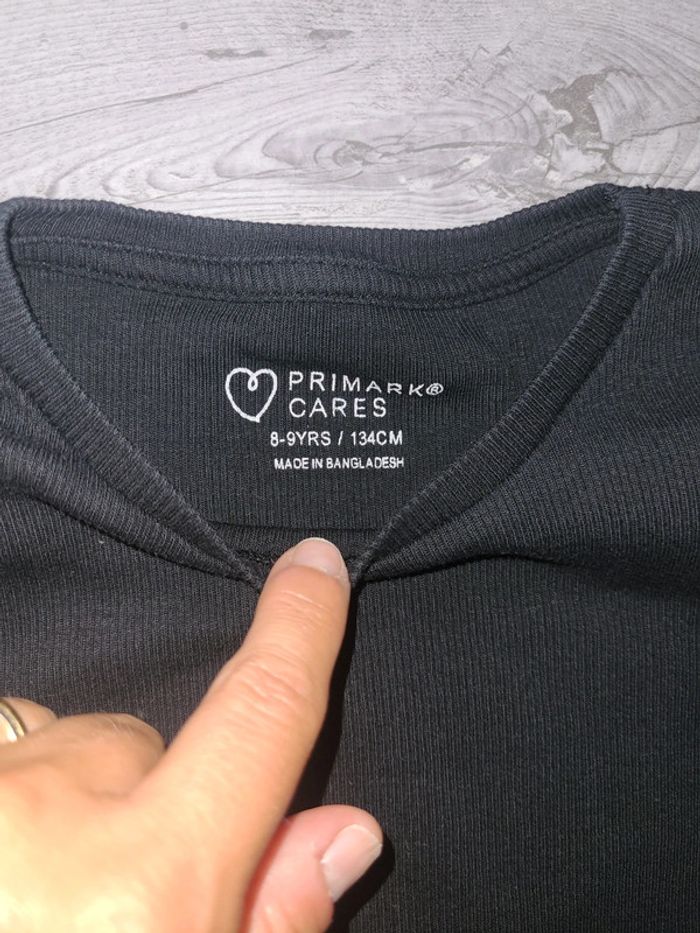 PRIMARK®
CARES
8-9YRS / 134CM
MADE IN BANGLADESH